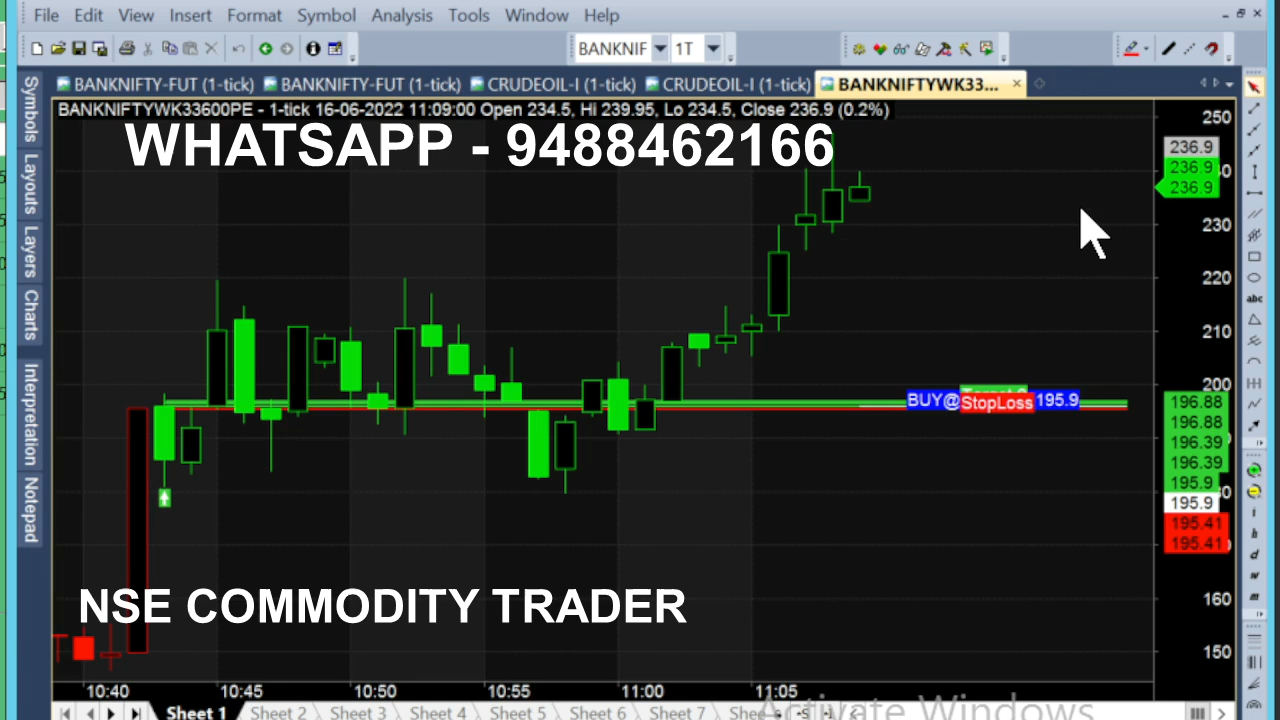 File Edit View Insert Format Symbol Analysis Tools Window Help
BANKNIF 1T
BANKNIFTY-FUT (1-tick) BANKNIFTY-FUT (1-tick) CRUDEOIL-I (1-tick) CRUDEOIL-I (1-tick) BANKNIFTYWK33...
BANKNIFTYWK33600PE - 1-tick 16-06-2022 11:09:00 Open 234.5, Hi 239.95, Lo 234.5, Close 236.9 (0.2%)
WHATSAPP - 9488462166
Symbols
Layouts
Layers
Charts
Interpretation
Notepad
250
236.9
236.9
236.9
230
220
210
200
BUY@ StopLoss 195.9
196.88
196.88
196.39
196.39
195.9
195.9
195.41
195.41
160
150
abc
NSE COMMODITY TRADER
10:40 10:45 10:50 10:55 11:00 11:05
Activate Windows
Sheet 1 Sheet 2 Sheet 3 Sheet 4 Sheet 5 Sheet 6 Sheet 7